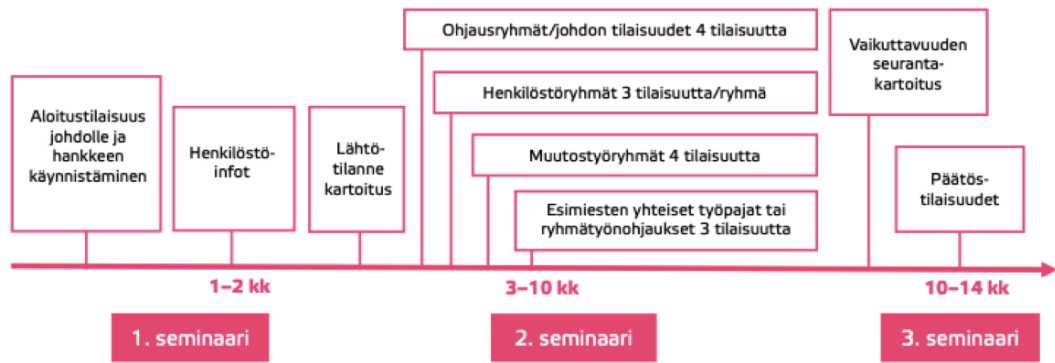 Aloitustilaisuus
johdolle ja
hankkeen
käynnistäminen
Henkilöstö-
infot
Lähtö-
tilanne
kartoitus
Ohjausryhmät/johdon tilaisuudet 4 tilaisuutta
Henkilöstöryhmät 3 tilaisuutta/ryhmä
Muutostyöryhmät 4 tilaisuutta
Esimiesten yhteiset työpajat tai
ryhmätyönohjaukset 3 tilaisuutta
Vaikuttavuuden
seuranta-
kartoitus
Päätös-
tilaisuudet
1–2 kk
3–10 kk
10–14 kk
1. seminaari
2. seminaari
3. seminaari